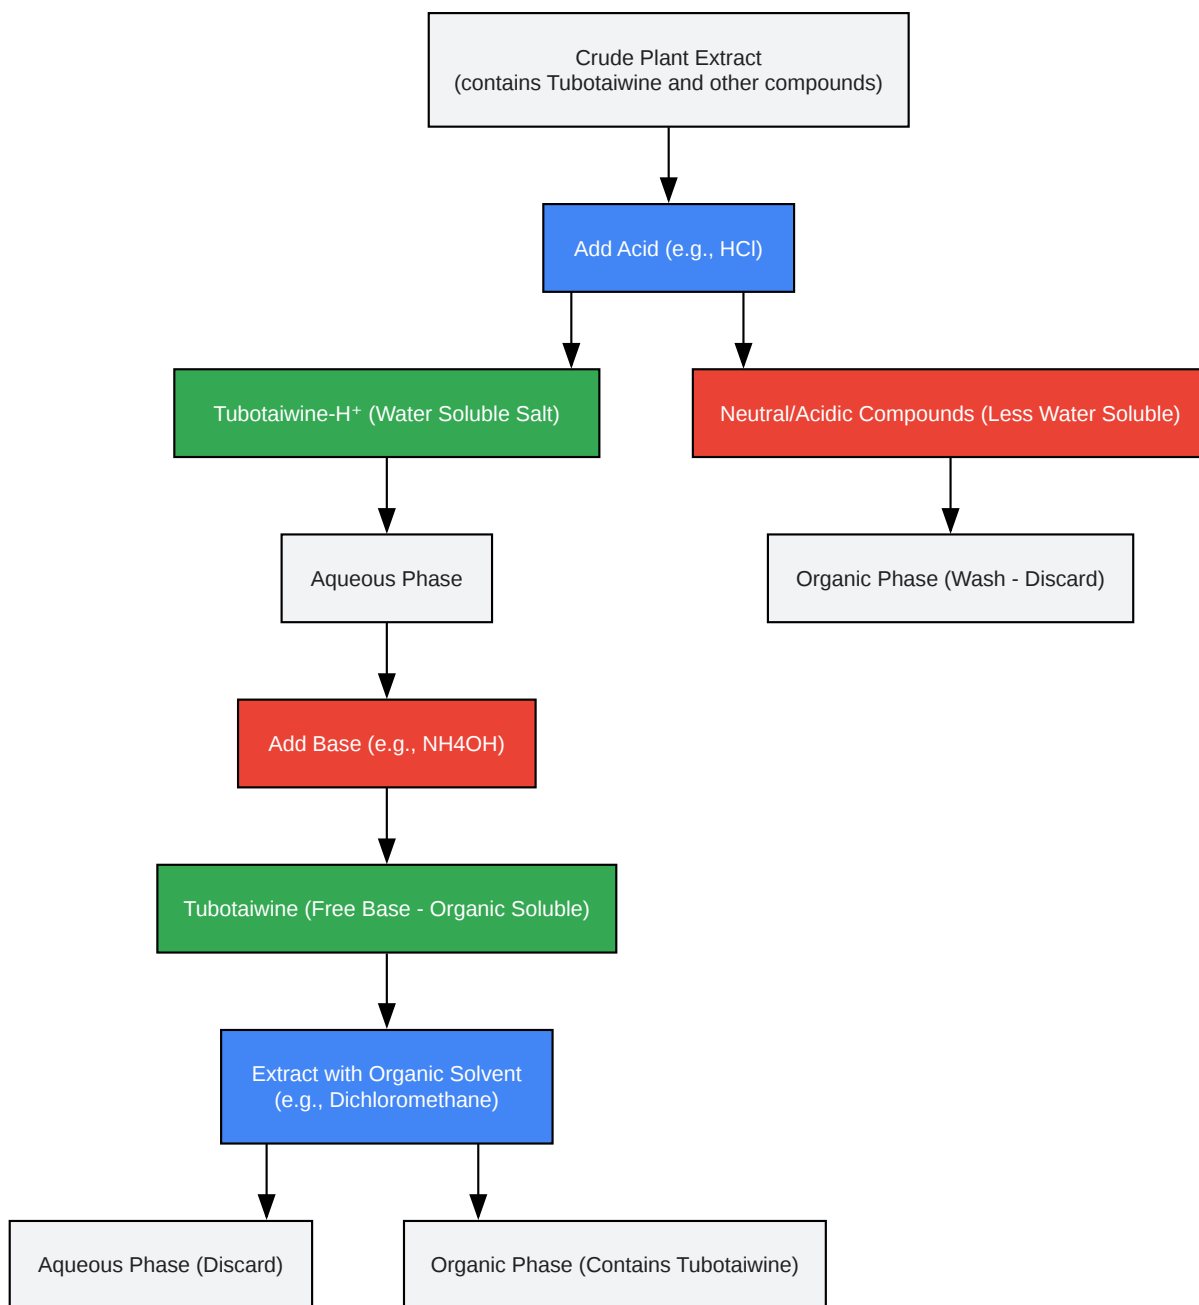 Crude Plant Extract
(contains Tubotaiwine and other compounds)
Add Acid (e.g., HCl)
Tubotaiwine-H⁺ (Water Soluble Salt)
Neutral/Acidic Compounds (Less Water Soluble)
Aqueous Phase
Organic Phase (Wash - Discard)
Add Base (e.g., NH4OH)
Tubotaiwine (Free Base - Organic Soluble)
Extract with Organic Solvent
(e.g., Dichloromethane)
Aqueous Phase (Discard)
Organic Phase (Contains Tubotaiwine)